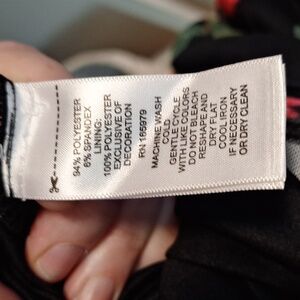 94% POLYESTER
6% SPANDEX
LINING:
100% POLYESTER
EXCLUSIVE OF
DECORATION
RN 165979
MACHINE WASH
COLD
GENTLE CYCLE
WITH LIKE COLORS
DO NOT BLEACH
RESHAPE AND
DRY FLAT
COOL IRON
IF NECESSARY
OR DRY CLEAN